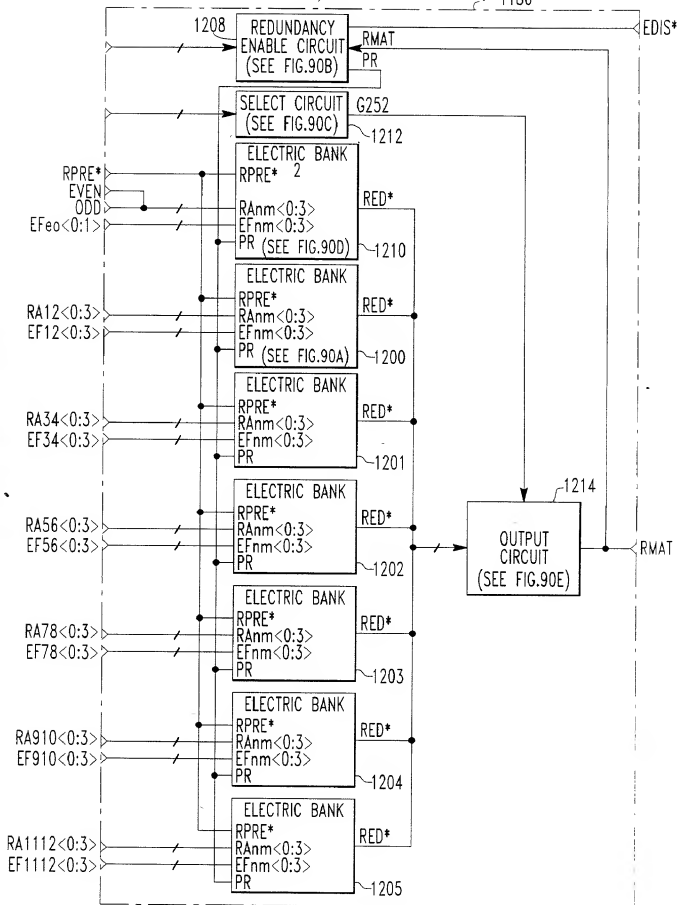 1208
REDUNDANCY
ENABLE CIRCUIT
(SEE FIG.90B)
EDIS*
RMAT
PR
SELECT CIRCUIT
(SEE FIG.90C)
G252
1212
ELECTRIC BANK
2
RPRE*
RPRE*
EVEN
ODD
RAnm<0:3>
RED*
EFeo<0:1>
EFnm<0:3>
PR (SEE FIG.90D)
1210
ELECTRIC BANK
RPRE*
RA12<0:3>
RAnm<0:3>
RED*
EF12<0:3>
EFnm<0:3>
PR (SEE FIG.90A)
1200
ELECTRIC BANK
RPRE*
RA34<0:3>
RAnm<0:3>
RED*
EF34<0:3>
EFnm<0:3>
PR
1201
ELECTRIC BANK
RPRE*
RA56<0:3>
RAnm<0:3>
RED*
EF56<0:3>
EFnm<0:3>
PR
1202
1214
OUTPUT
CIRCUIT
(SEE FIG.90E)
RMAT
ELECTRIC BANK
RPRE*
RA78<0:3>
RAnm<0:3>
RED*
EF78<0:3>
EFnm<0:3>
PR
1203
ELECTRIC BANK
RPRE*
RA910<0:3>
RAnm<0:3>
RED*
EF910<0:3>
EFnm<0:3>
PR
1204
ELECTRIC BANK
RPRE*
RA1112<0:3>
RAnm<0:3>
RED*
EF1112<0:3>
EFnm<0:3>
PR
1205